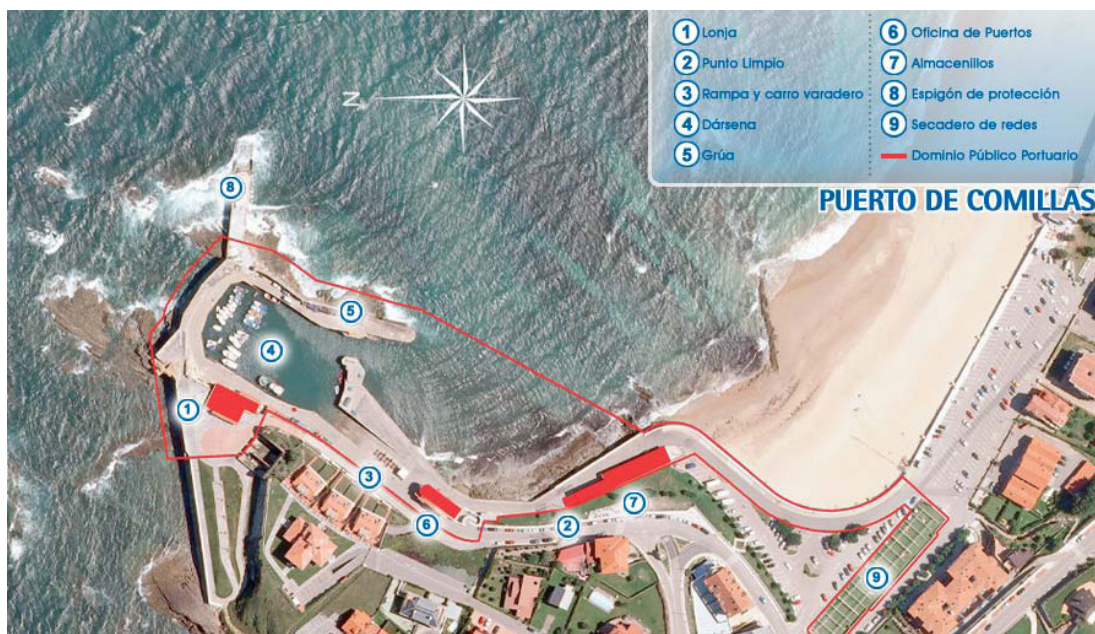 1 Lonja
2 Punto Limpio
3 Rampa y carro varadero
4 Dársena
5 Grúa
6 Oficina de Puertos
7 Almacenillos
8 Espigón de protección
9 Secadero de redes
Dominio Público Portuario
PUERTO DE COMILLAS
N
8
5
4
1
3
6
2
7
9